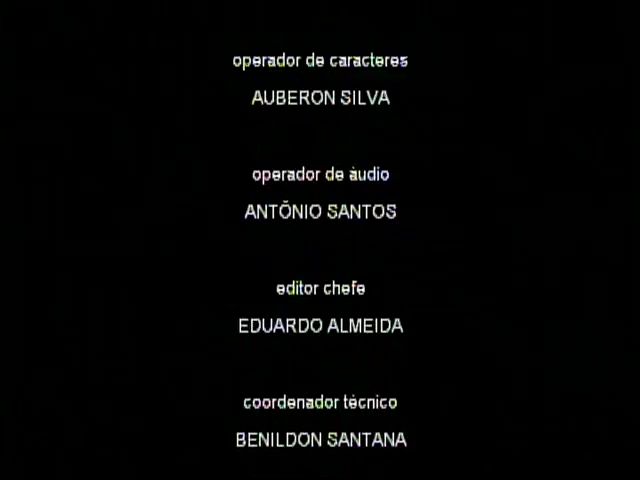 operador de caracteres
AUBERON SILVA
operador de áudio
ANTÔNIO SANTOS
editor chefe
EDUARDO ALMEIDA
coordenador técnico
BENILDON SANTANA